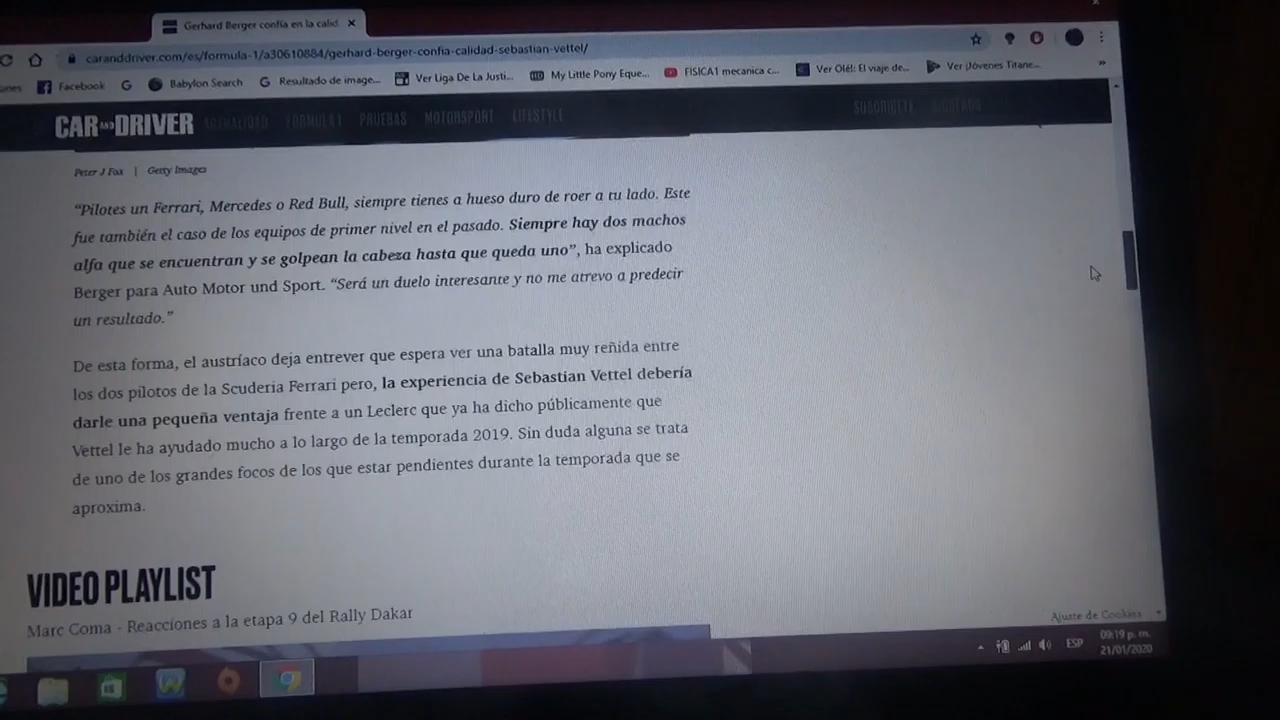 Gerhard Berger confía en la calid
caranddriver.com/es/formula-1/a30610884/gerhard-berger-confia-calidad-sebastian-vettel/
Facebook G Babylon Search G Resultado de image... Ver Liga De La Justi... My Little Pony Eque... FISICA1 mecanica c... Ver Olé!: El viaje de... Ver ¡Jóvenes Titane... »
CAR AND DRIVER ACTUALIDAD FORMULA 1 PRUEBAS MOTORSPORT LIFESTYLE SUSCRÍBETE
Peter J Fox | Getty Images
“Pilotes un Ferrari, Mercedes o Red Bull, siempre tienes a hueso duro de roer a tu lado. Este
fue también el caso de los equipos de primer nivel en el pasado. Siempre hay dos machos
alfa que se encuentran y se golpean la cabeza hasta que queda uno”, ha explicado
Berger para Auto Motor und Sport. “Será un duelo interesante y no me atrevo a predecir
un resultado.”
De esta forma, el austríaco deja entrever que espera ver una batalla muy reñida entre
los dos pilotos de la Scuderia Ferrari pero, la experiencia de Sebastian Vettel debería
darle una pequeña ventaja frente a un Leclerc que ya ha dicho públicamente que
Vettel le ha ayudado mucho a lo largo de la temporada 2019. Sin duda alguna se trata
de uno de los grandes focos de los que estar pendientes durante la temporada que se
aproxima.
VIDEO PLAYLIST
Marc Coma - Reacciones a la etapa 9 del Rally Dakar
Ajuste de Cookies
ESP
09:19 p. m.
21/01/2020